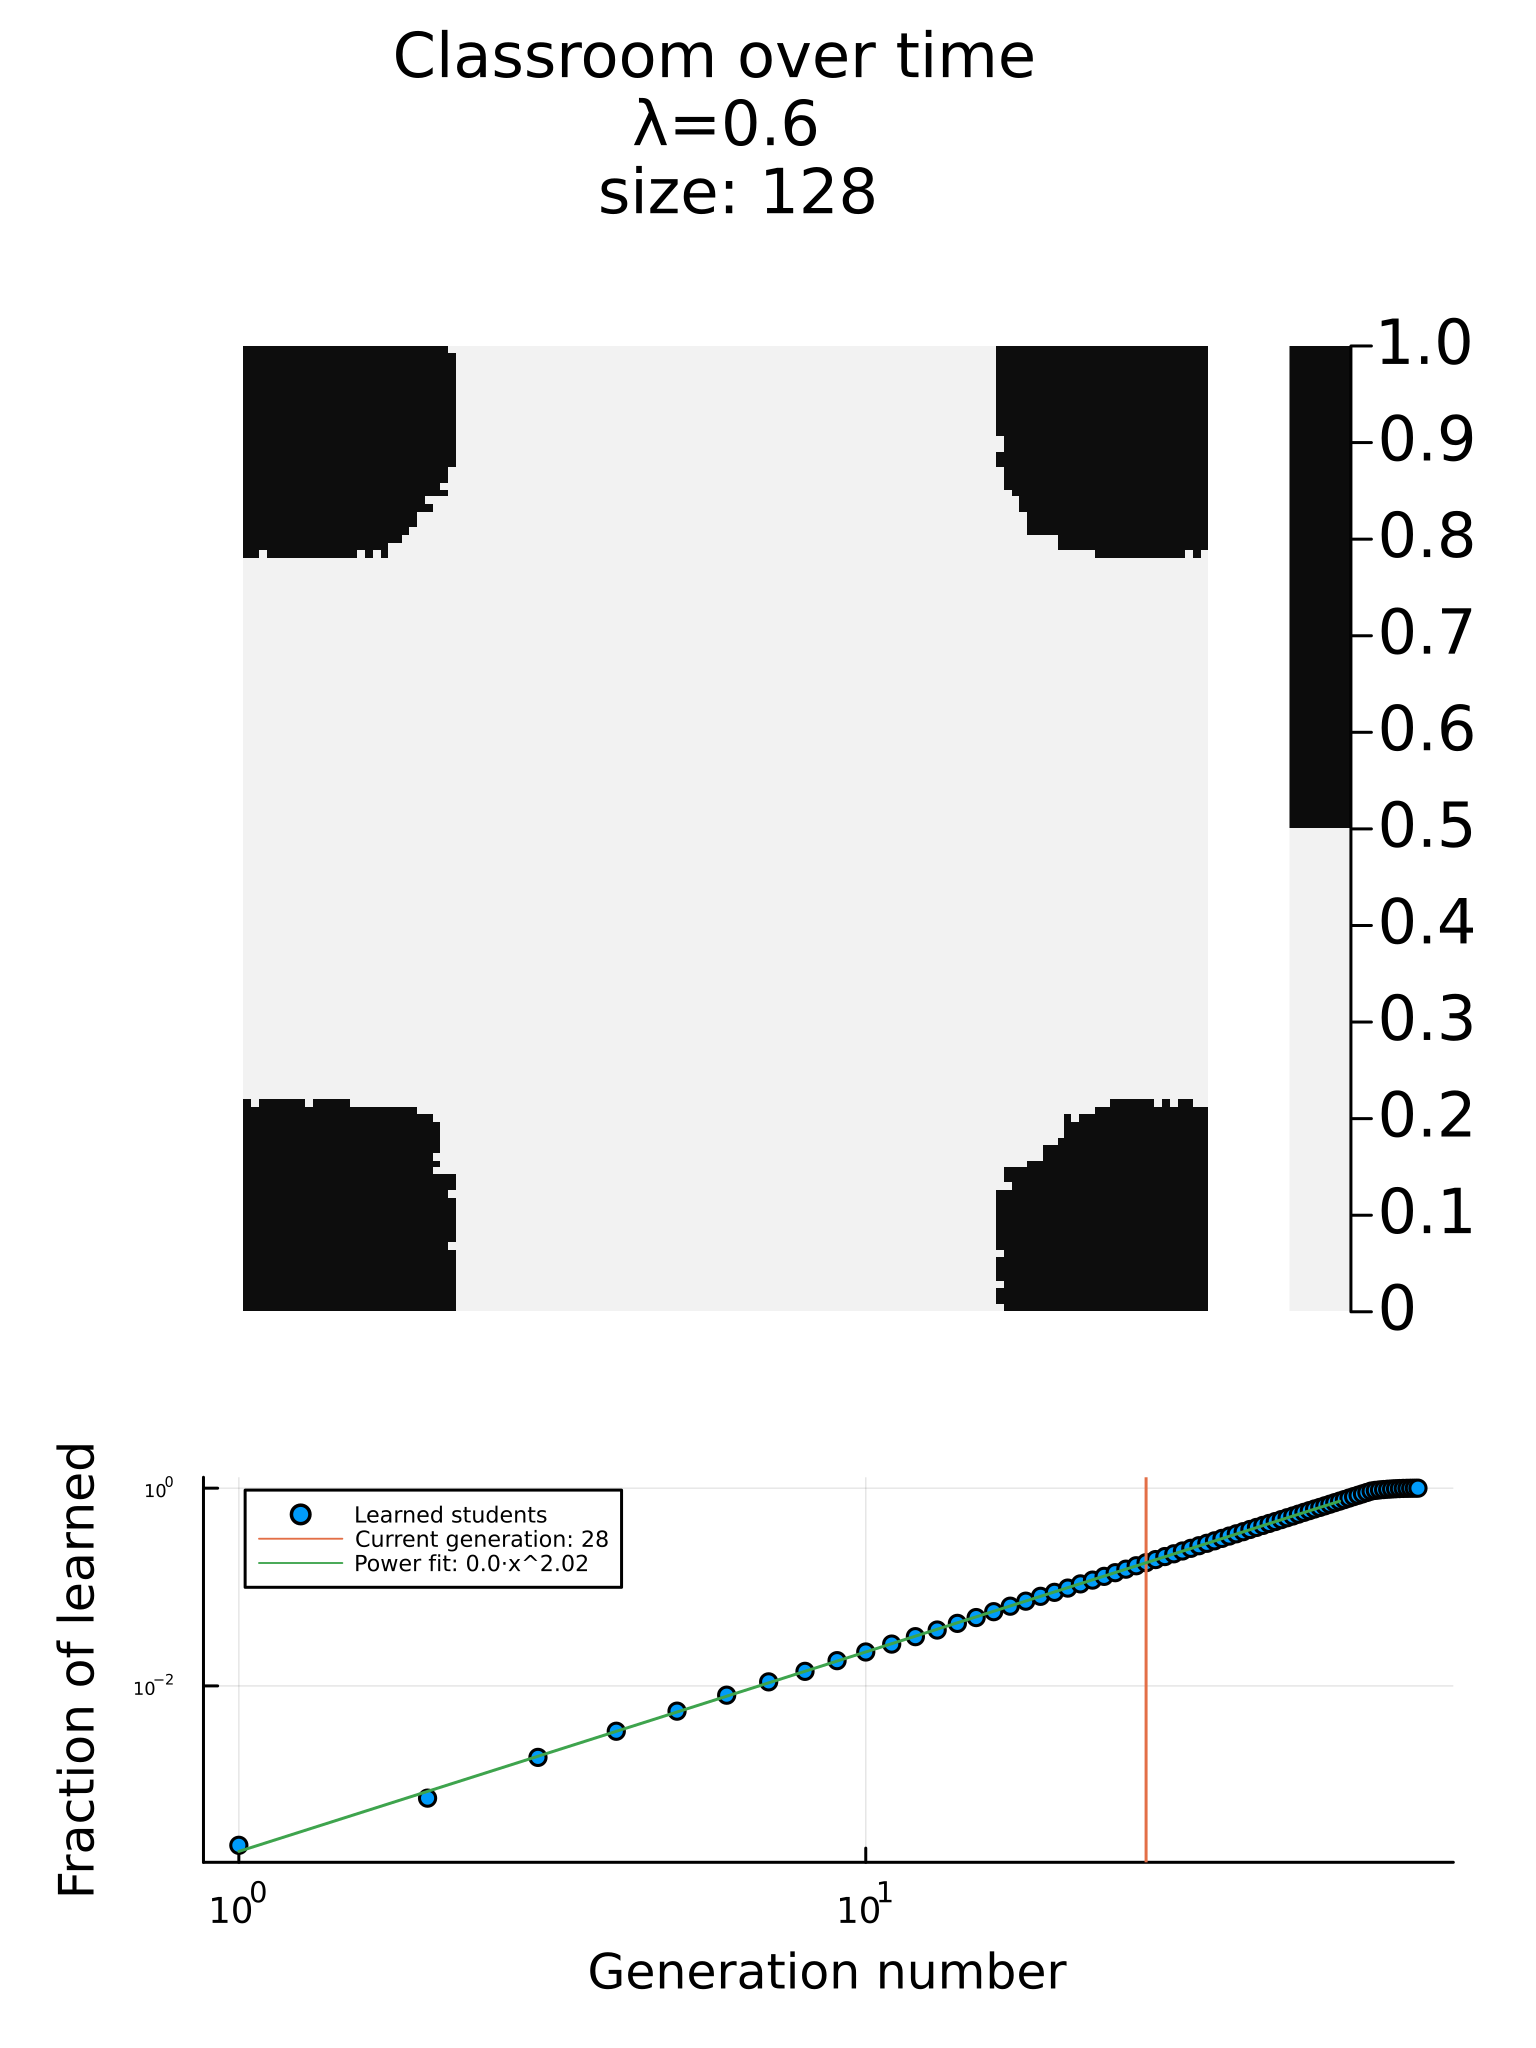 Classroom over time
λ=0.6
size: 128
1.0
0.9
0.8
0.7
0.6
0.5
0.4
0.3
0.2
0.1
0
Fraction of learned
10^0
10^-2
Learned students
Current generation: 28
Power fit: 0.0·x^2.02
10^0
10^1
Generation number